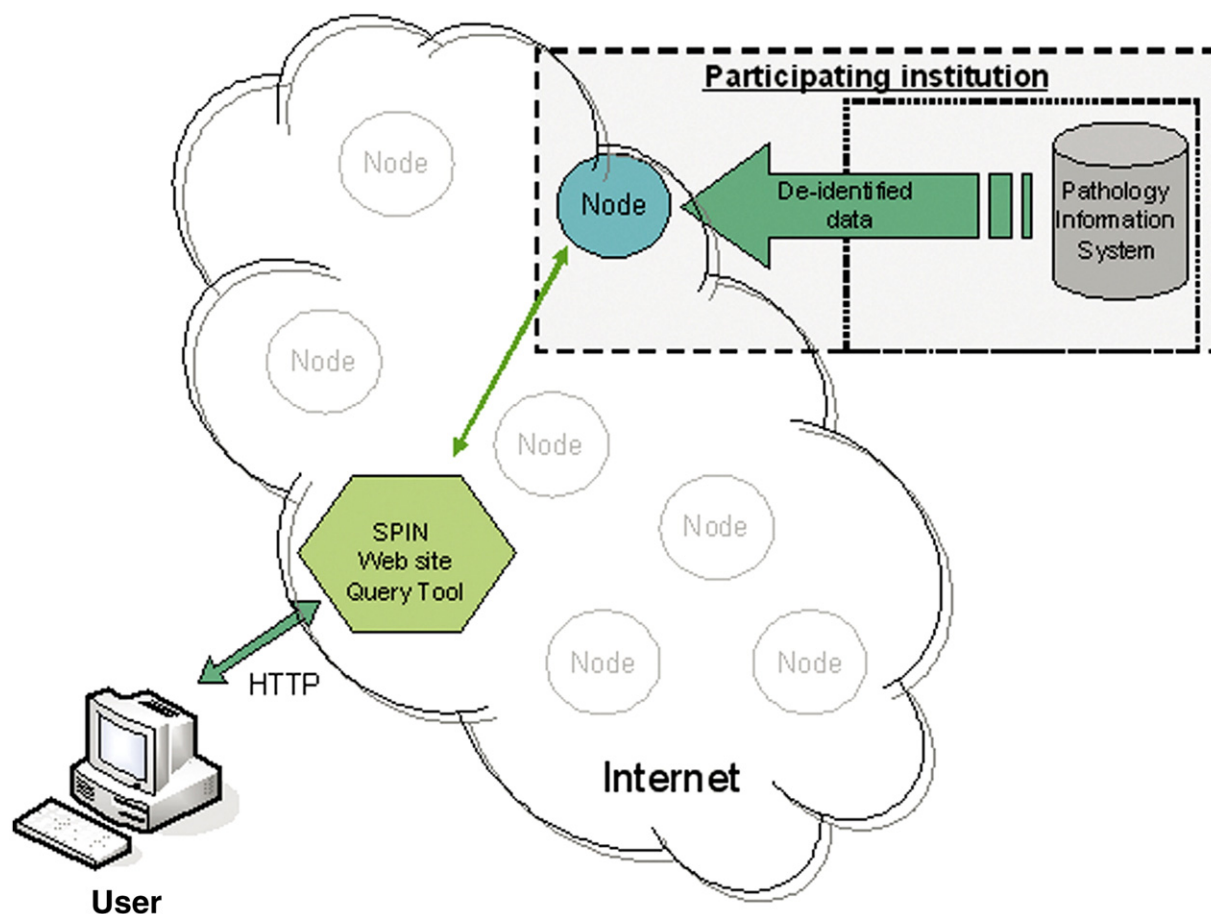 Participating institution
Node
Node
De-identified
data
Pathology
Information
System
Node
Node
SPIN
Web site
Query Tool
Node
Node
Node
HTTP
Internet
User